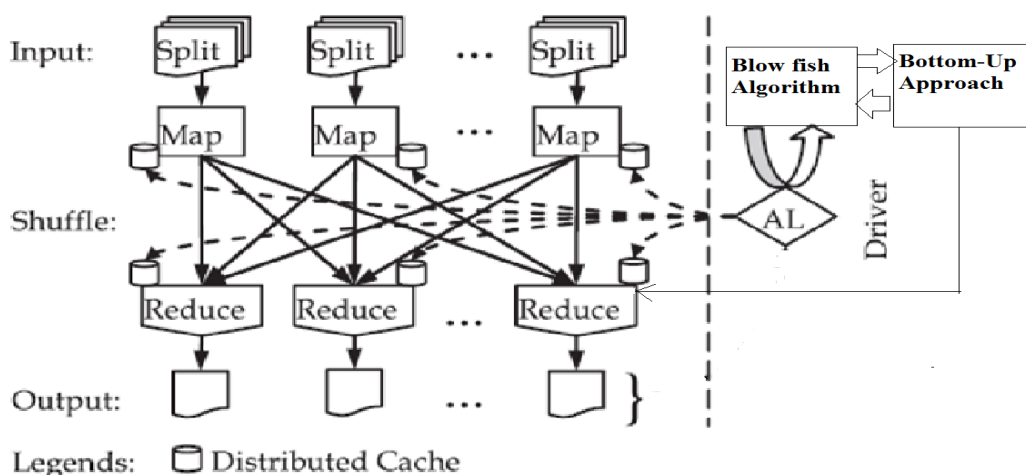 Input:
Split
Split
...
Split
Blow fish
Algorithm
Bottom-Up
Approach
Map
Map
...
Map
Shuffle:
AL
Driver
Reduce
Reduce
...
Reduce
Output:
...
}
Legends:
Distributed Cache